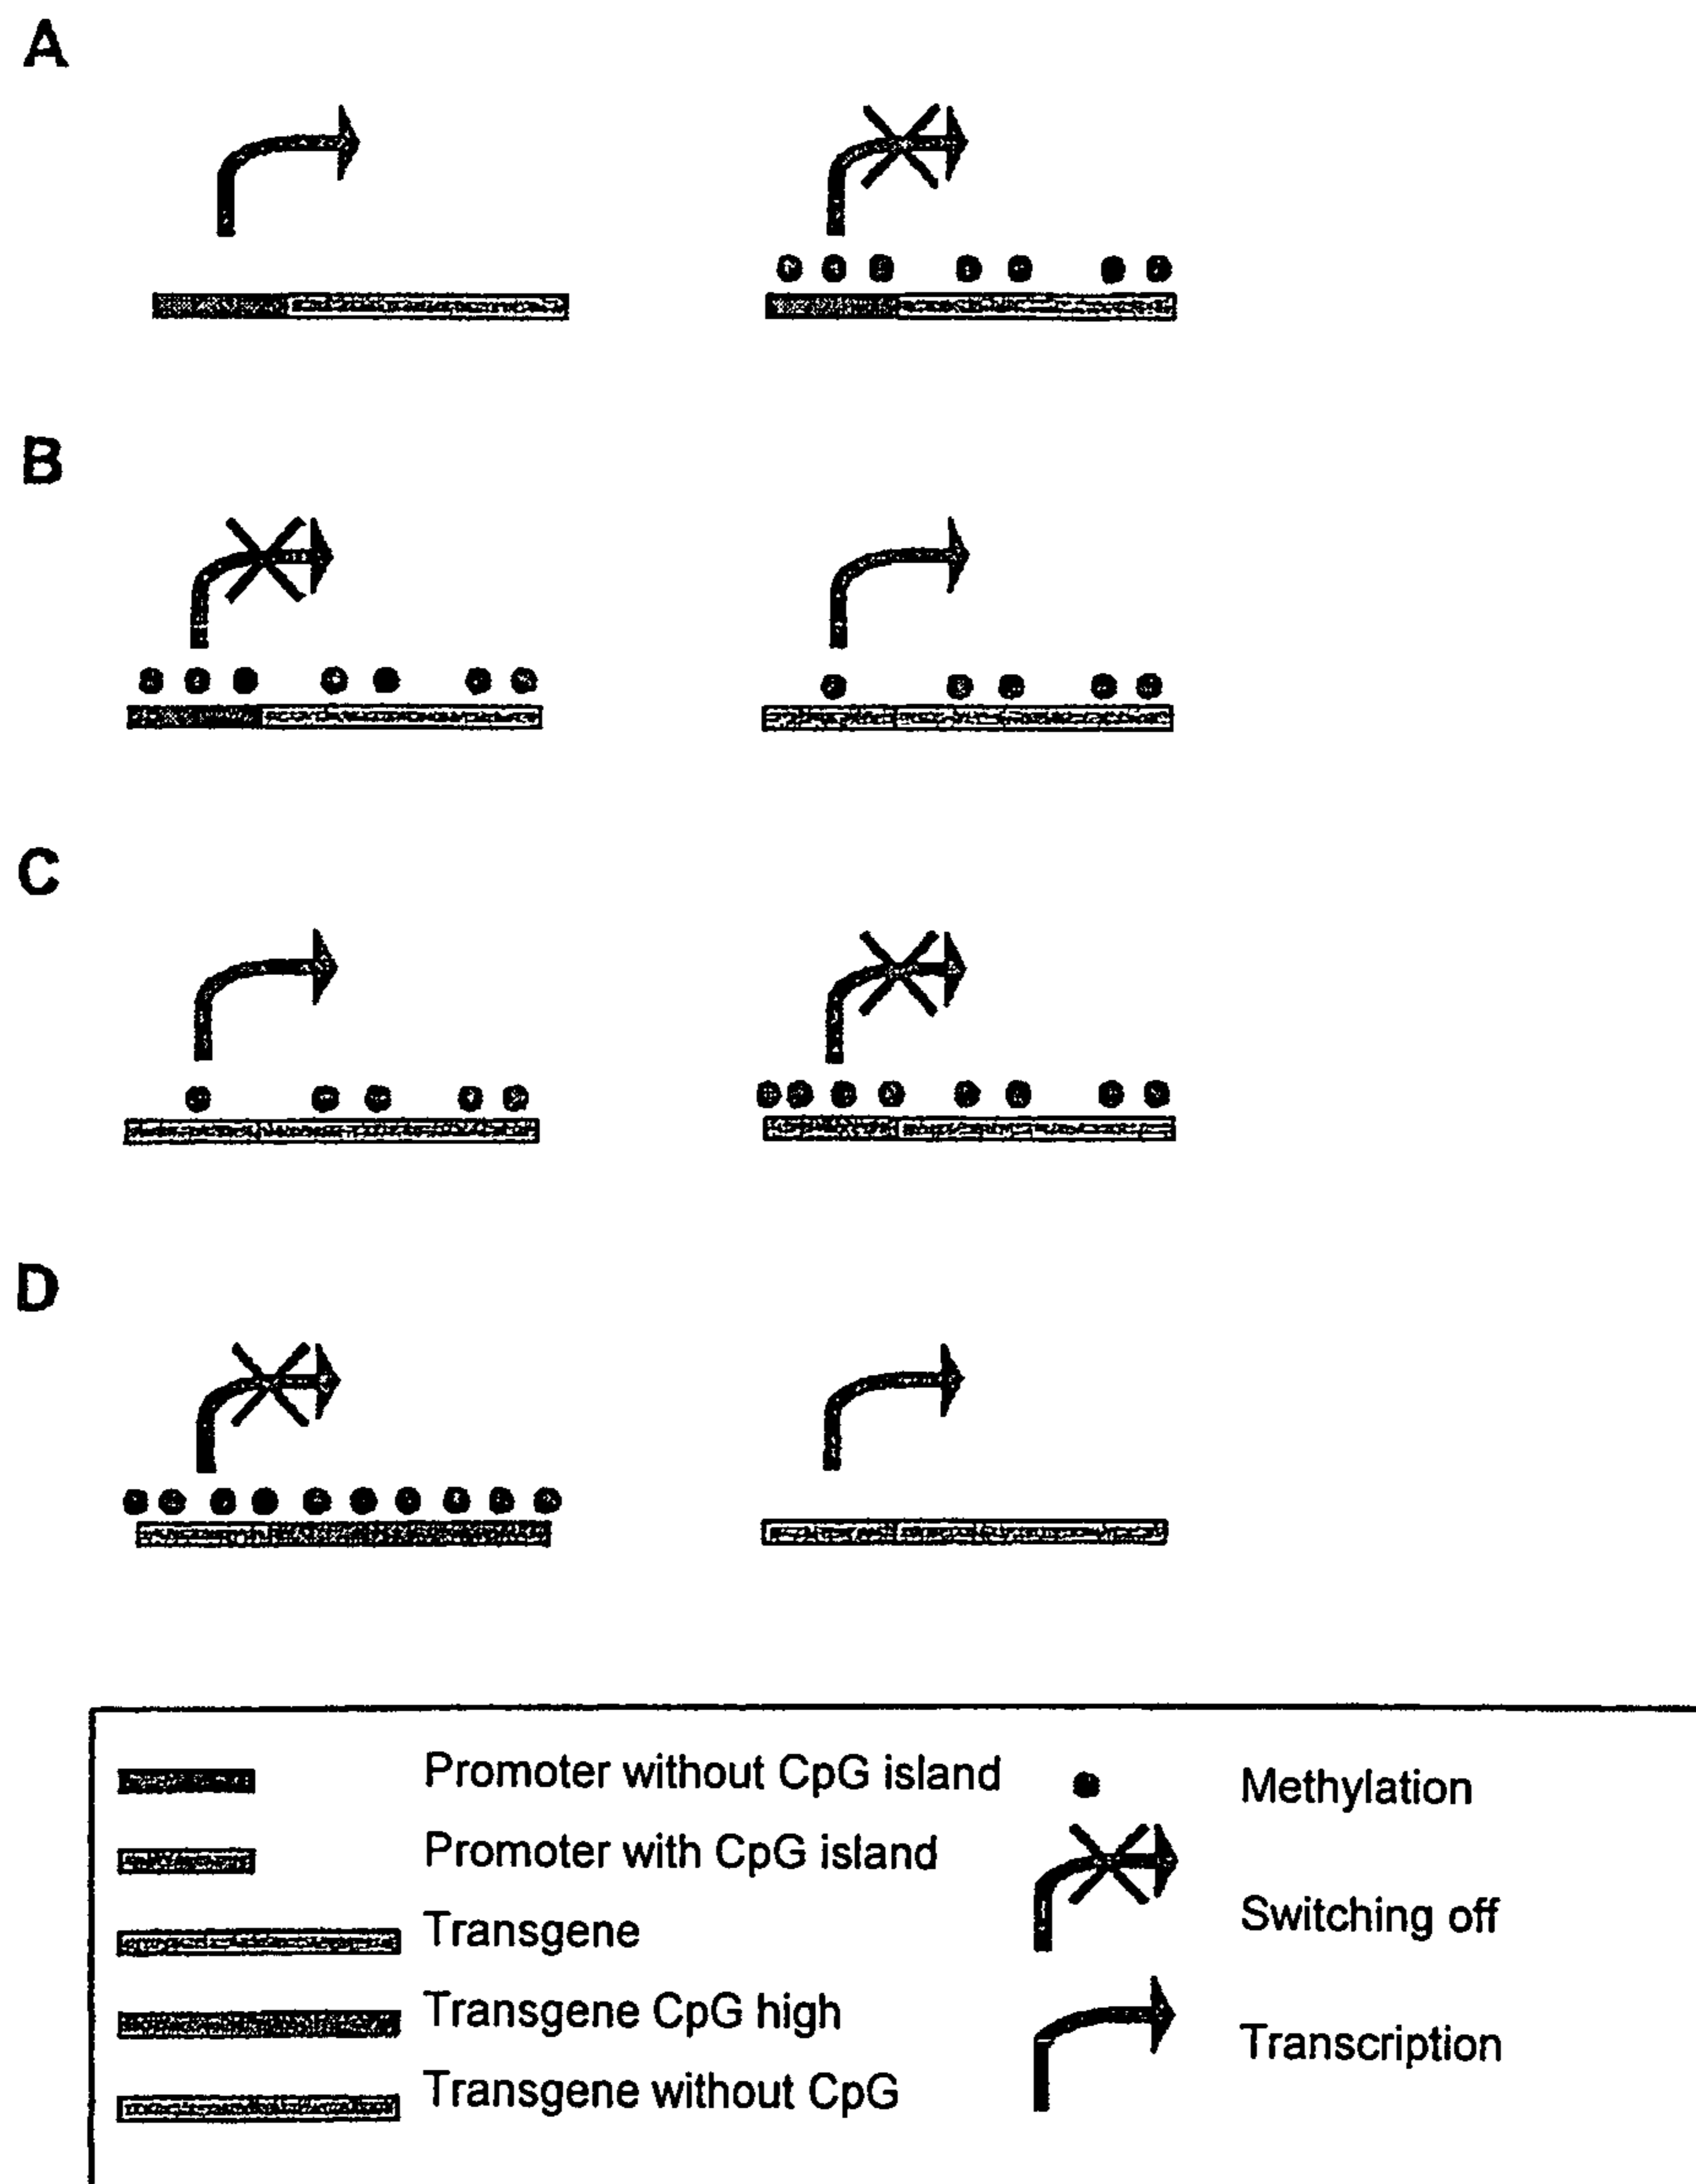 A
B
C
D
Promoter without CpG island
Promoter with CpG island
Transgene
Transgene CpG high
Transgene without CpG
Methylation
Switching off
Transcription